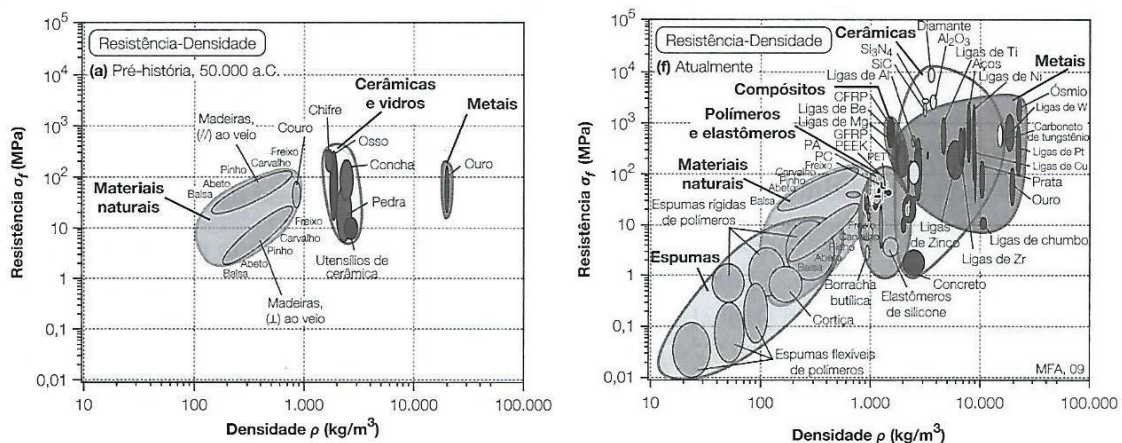 Resistência-Densidade
(a) Pré-história, 50.000 a.C.
Resistência σf (MPa)
10⁵
10⁴
10³
10²
10
1
0,1
0,01
Cerâmicas
e vidros
Metais
Chifre
Couro
Osso
Concha
Ouro
Pedra
Utensílios de
cerâmica
Madeiras,
(//) ao veio
Freixo
Carvalho
Pinho
Abeto
Balsa
Materiais
naturais
Freixo
Carvalho
Pinho
Abeto
Balsa
Madeiras,
(⊥) ao veio
10
100
1.000
10.000
100.000
Densidade ρ (kg/m³)
Resistência-Densidade
(f) Atualmente
Resistência σf (MPa)
10⁵
10⁴
10³
10²
10
1
0,1
0,01
Cerâmicas
Diamante
Si₃N₄
Al₂O₃
SiC
Ligas de Ti
Aços
Ligas de Al
Ligas de Ni
Metais
Compósitos
CFRP
Ósmio
Ligas de Be
Ligas de W
Polímeros
e elastômeros
Ligas de Mg
GFRP
Carboneto
de tungstênio
PA
PEEK
PET
Ligas de Pt
PC
Ligas de Cu
Materiais
naturais
Freixo
Carvalho
Pinho
Abeto
Balsa
Prata
Ouro
Espumas rígidas
de polímeros
Freixo
Carvalho
Pinho
Abeto
Balsa
Ligas
de Zinco
Ligas de chumbo
Ligas de Zr
Espumas
Borracha
butílica
Concreto
Elastômeros
de silicone
Cortiça
Espumas flexíveis
de polímeros
MFA, 09
10
100
1.000
10.000
100.000
Densidade ρ (kg/m³)